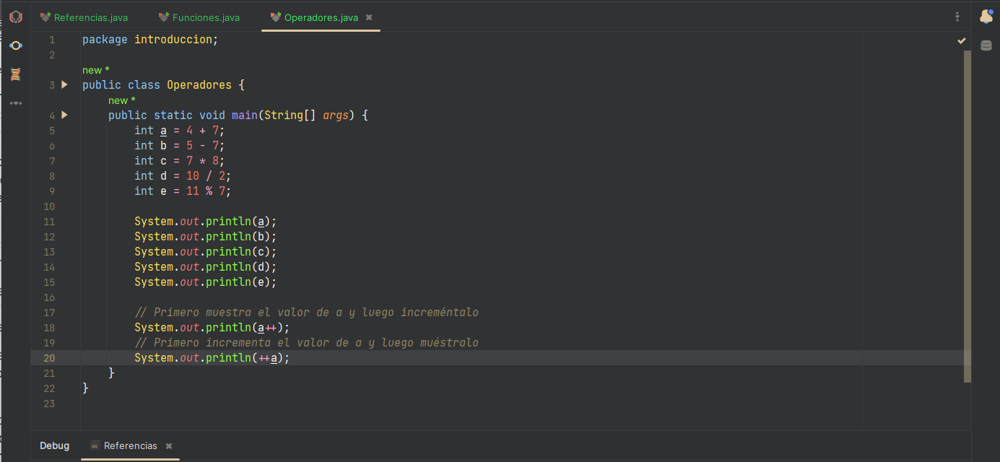 Referencias.java Funciones.java Operadores.java
1 package introduccion;
2
new *
3 public class Operadores {
new *
4 public static void main(String[] args) {
5 int a = 4 + 7;
6 int b = 5 - 7;
7 int c = 7 * 8;
8 int d = 10 / 2;
9 int e = 11 % 7;
10
11 System.out.println(a);
12 System.out.println(b);
13 System.out.println(c);
14 System.out.println(d);
15 System.out.println(e);
16
17 // Primero muestra el valor de a y luego increméntalo
18 System.out.println(a++);
19 // Primero incrementa el valor de a y luego muéstralo
20 System.out.println(++a);
21 }
22 }
23
Debug Referencias